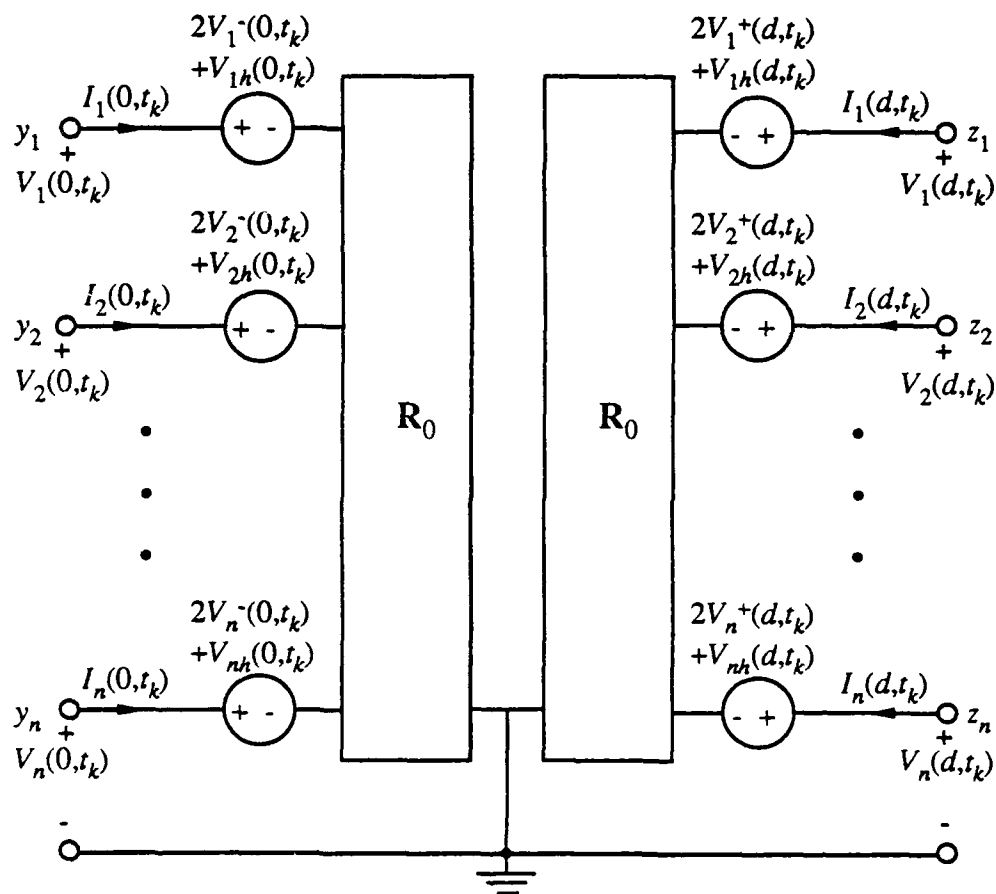 2V₁⁻(0,tₖ)
+V₁ₕ(0,tₖ)
2V₁⁺(d,tₖ)
+V₁ₕ(d,tₖ)
I₁(0,tₖ)
I₁(d,tₖ)
y₁
+ -
- +
z₁
+
+
V₁(0,tₖ)
V₁(d,tₖ)
2V₂⁻(0,tₖ)
+V₂ₕ(0,tₖ)
2V₂⁺(d,tₖ)
+V₂ₕ(d,tₖ)
I₂(0,tₖ)
I₂(d,tₖ)
y₂
+ -
- +
z₂
+
+
V₂(0,tₖ)
V₂(d,tₖ)
R₀
R₀
2Vₙ⁻(0,tₖ)
+Vₙₕ(0,tₖ)
2Vₙ⁺(d,tₖ)
+Vₙₕ(d,tₖ)
Iₙ(0,tₖ)
Iₙ(d,tₖ)
yₙ
+ -
- +
zₙ
+
+
Vₙ(0,tₖ)
Vₙ(d,tₖ)
-
-